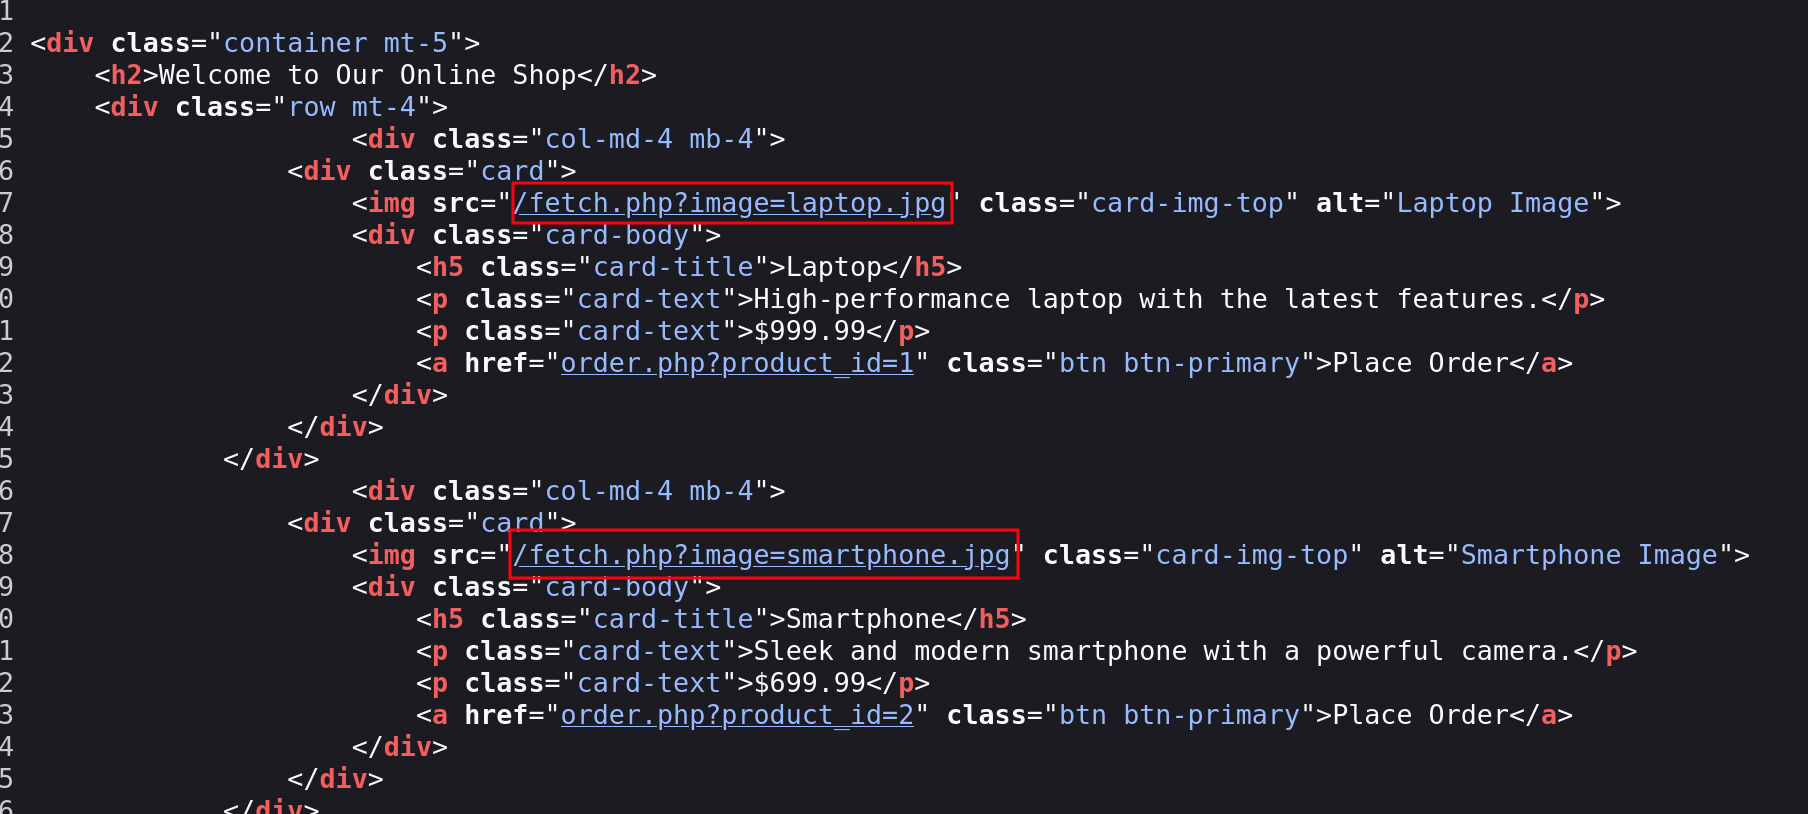 1
2 <div class="container mt-5">
3     <h2>Welcome to Our Online Shop</h2>
4     <div class="row mt-4">
5                     <div class="col-md-4 mb-4">
6                 <div class="card">
7                     <img src="/fetch.php?image=laptop.jpg" class="card-img-top" alt="Laptop Image">
8                     <div class="card-body">
9                         <h5 class="card-title">Laptop</h5>
0                         <p class="card-text">High-performance laptop with the latest features.</p>
1                         <p class="card-text">$999.99</p>
2                         <a href="order.php?product_id=1" class="btn btn-primary">Place Order</a>
3                     </div>
4                 </div>
5             </div>
6                     <div class="col-md-4 mb-4">
7                 <div class="card">
8                     <img src="/fetch.php?image=smartphone.jpg" class="card-img-top" alt="Smartphone Image">
9                     <div class="card-body">
0                         <h5 class="card-title">Smartphone</h5>
1                         <p class="card-text">Sleek and modern smartphone with a powerful camera.</p>
2                         <p class="card-text">$699.99</p>
3                         <a href="order.php?product_id=2" class="btn btn-primary">Place Order</a>
4                     </div>
5                 </div>
6             </div>